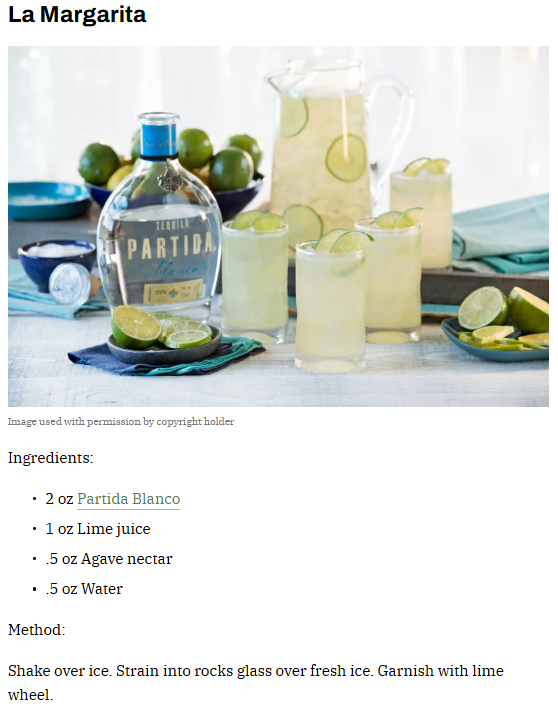 La Margarita
TEQUILA
PARTIDA
blanco
Image used with permission by copyright holder
Ingredients:
• 2 oz Partida Blanco
• 1 oz Lime juice
• .5 oz Agave nectar
• .5 oz Water
Method:
Shake over ice. Strain into rocks glass over fresh ice. Garnish with lime
wheel.